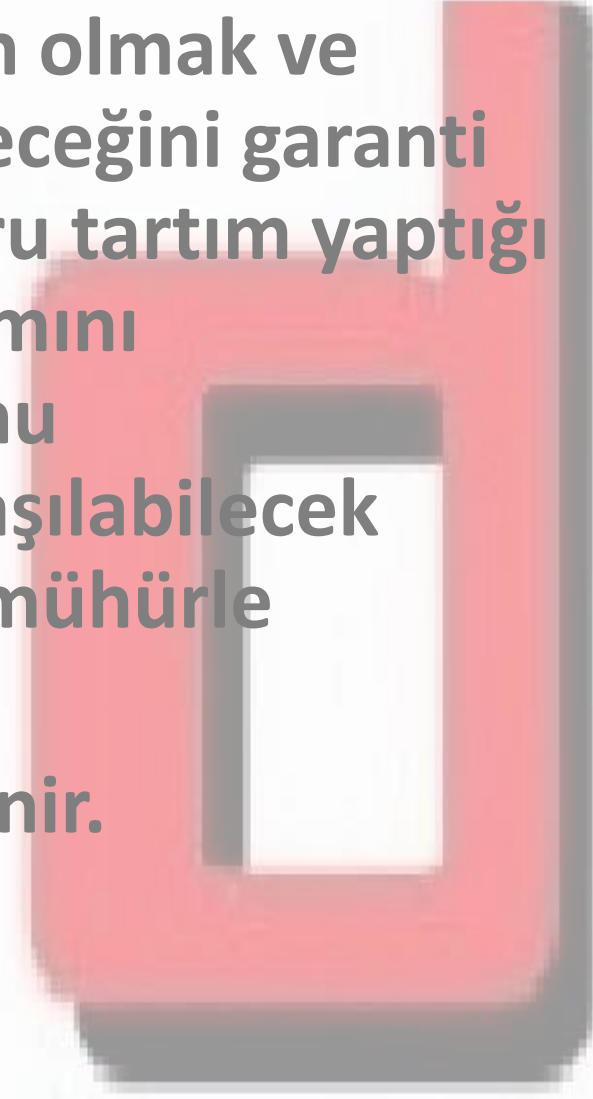 n olmak ve
eceğini garanti
ru tartım yaptığı
mını
nu
aşılabilecek
mühürle
nir.